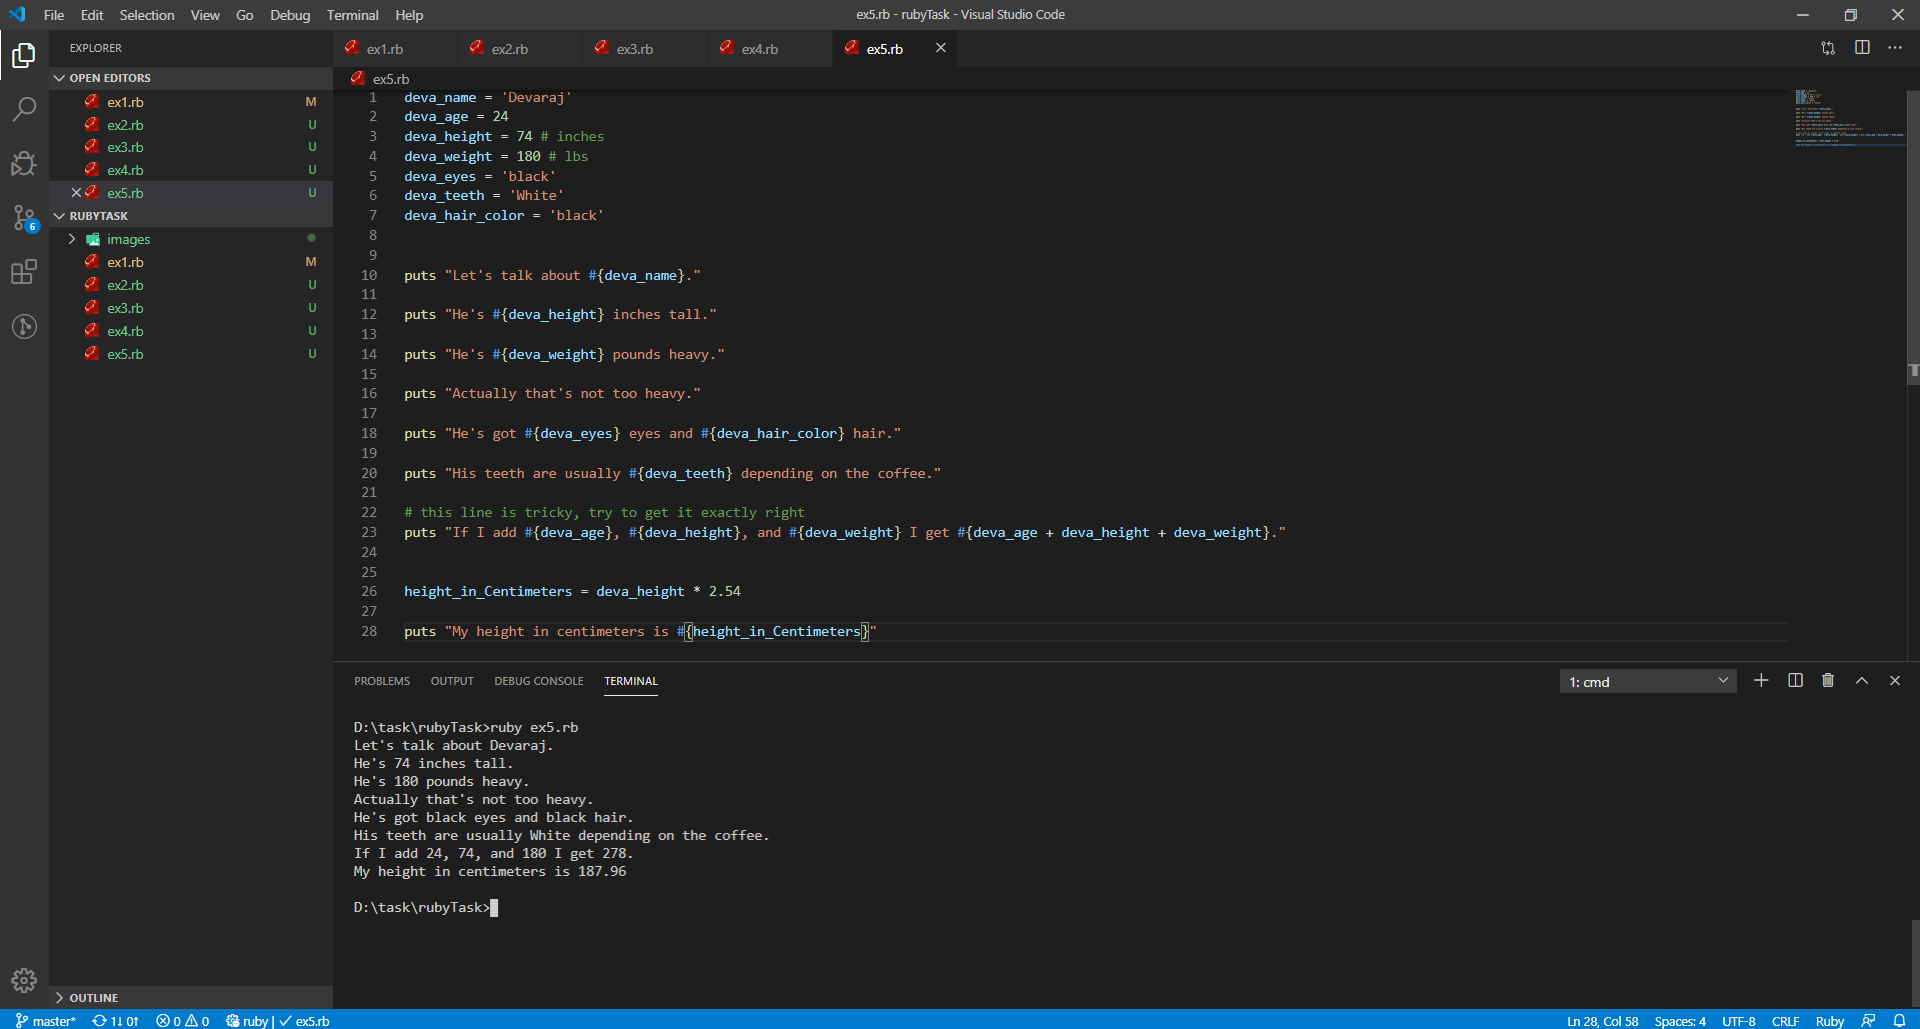 File Edit Selection View Go Debug Terminal Help
ex5.rb - rubyTask - Visual Studio Code
EXPLORER
OPEN EDITORS
ex1.rb M
ex2.rb U
ex3.rb U
ex4.rb U
ex5.rb U
RUBYTASK
images
ex1.rb M
ex2.rb U
ex3.rb U
ex4.rb U
ex5.rb U
OUTLINE
6
ex1.rb ex2.rb ex3.rb ex4.rb ex5.rb
ex5.rb
1 deva_name = 'Devaraj'
2 deva_age = 24
3 deva_height = 74 # inches
4 deva_weight = 180 # lbs
5 deva_eyes = 'black'
6 deva_teeth = 'White'
7 deva_hair_color = 'black'
8
9
10 puts "Let's talk about #{deva_name}."
11
12 puts "He's #{deva_height} inches tall."
13
14 puts "He's #{deva_weight} pounds heavy."
15
16 puts "Actually that's not too heavy."
17
18 puts "He's got #{deva_eyes} eyes and #{deva_hair_color} hair."
19
20 puts "His teeth are usually #{deva_teeth} depending on the coffee."
21
22 # this line is tricky, try to get it exactly right
23 puts "If I add #{deva_age}, #{deva_height}, and #{deva_weight} I get #{deva_age + deva_height + deva_weight}."
24
25
26 height_in_Centimeters = deva_height * 2.54
27
28 puts "My height in centimeters is #{height_in_Centimeters}"
PROBLEMS OUTPUT DEBUG CONSOLE TERMINAL
1: cmd
D:\task\rubyTask>ruby ex5.rb
Let's talk about Devaraj.
He's 74 inches tall.
He's 180 pounds heavy.
Actually that's not too heavy.
He's got black eyes and black hair.
His teeth are usually White depending on the coffee.
If I add 24, 74, and 180 I get 278.
My height in centimeters is 187.96
D:\task\rubyTask>
master* 1↓ 0↑ 0 0 ruby | ✓ ex5.rb
Ln 28, Col 58 Spaces: 4 UTF-8 CRLF Ruby